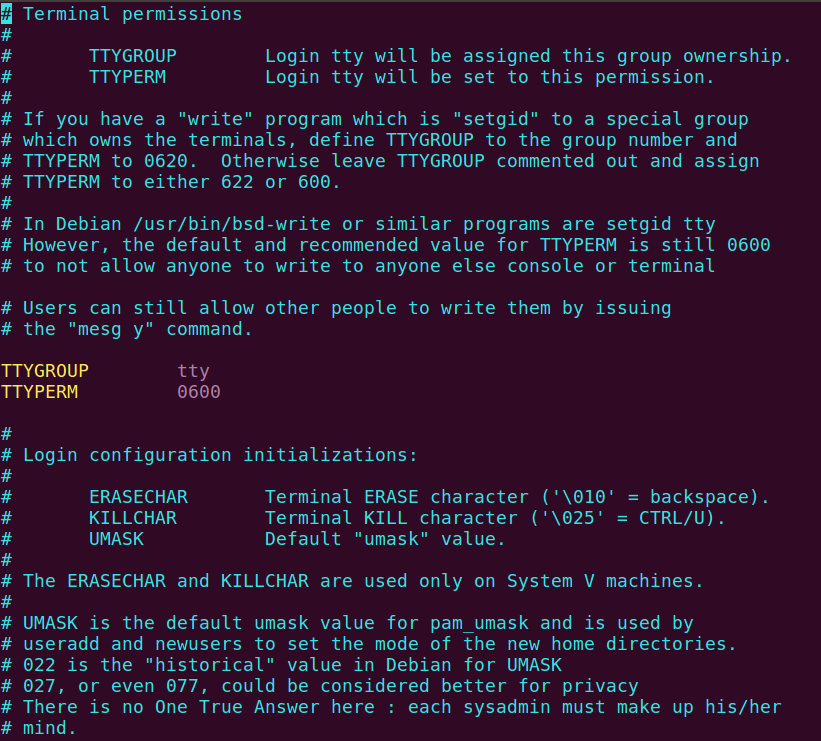 # Terminal permissions
#
#       TTYGROUP        Login tty will be assigned this group ownership.
#       TTYPERM         Login tty will be set to this permission.
#
# If you have a "write" program which is "setgid" to a special group
# which owns the terminals, define TTYGROUP to the group number and
# TTYPERM to 0620.  Otherwise leave TTYGROUP commented out and assign
# TTYPERM to either 622 or 600.
#
# In Debian /usr/bin/bsd-write or similar programs are setgid tty
# However, the default and recommended value for TTYPERM is still 0600
# to not allow anyone to write to anyone else console or terminal

# Users can still allow other people to write them by issuing
# the "mesg y" command.

TTYGROUP        tty
TTYPERM         0600

#
# Login configuration initializations:
#
#       ERASECHAR       Terminal ERASE character ('\010' = backspace).
#       KILLCHAR        Terminal KILL character ('\025' = CTRL/U).
#       UMASK           Default "umask" value.
#
# The ERASECHAR and KILLCHAR are used only on System V machines.
#
# UMASK is the default umask value for pam_umask and is used by
# useradd and newusers to set the mode of the new home directories.
# 022 is the "historical" value in Debian for UMASK
# 027, or even 077, could be considered better for privacy
# There is no One True Answer here : each sysadmin must make up his/her
# mind.